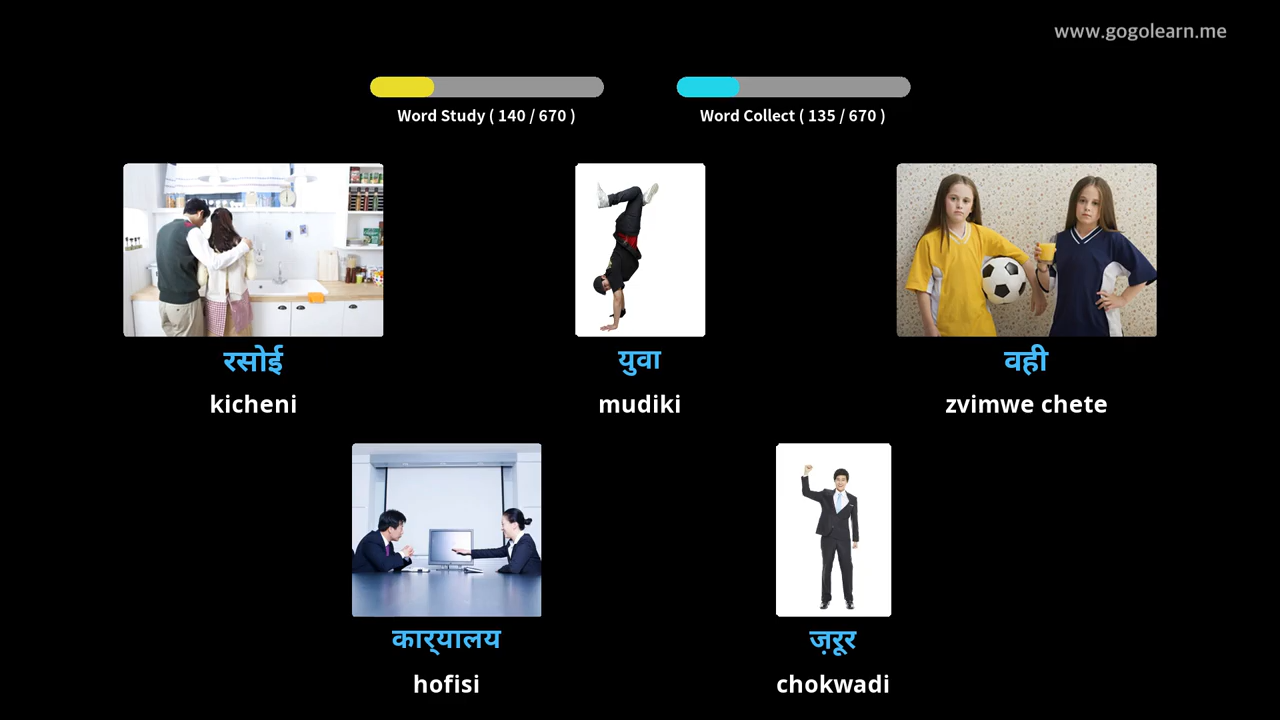 www.gogolearn.me
Word Study ( 140 / 670 )
Word Collect ( 135 / 670 )
रसोई
kicheni
युवा
mudiki
वही
zvimwe chete
कार्यालय
hofisi
ज़रूर
chokwadi